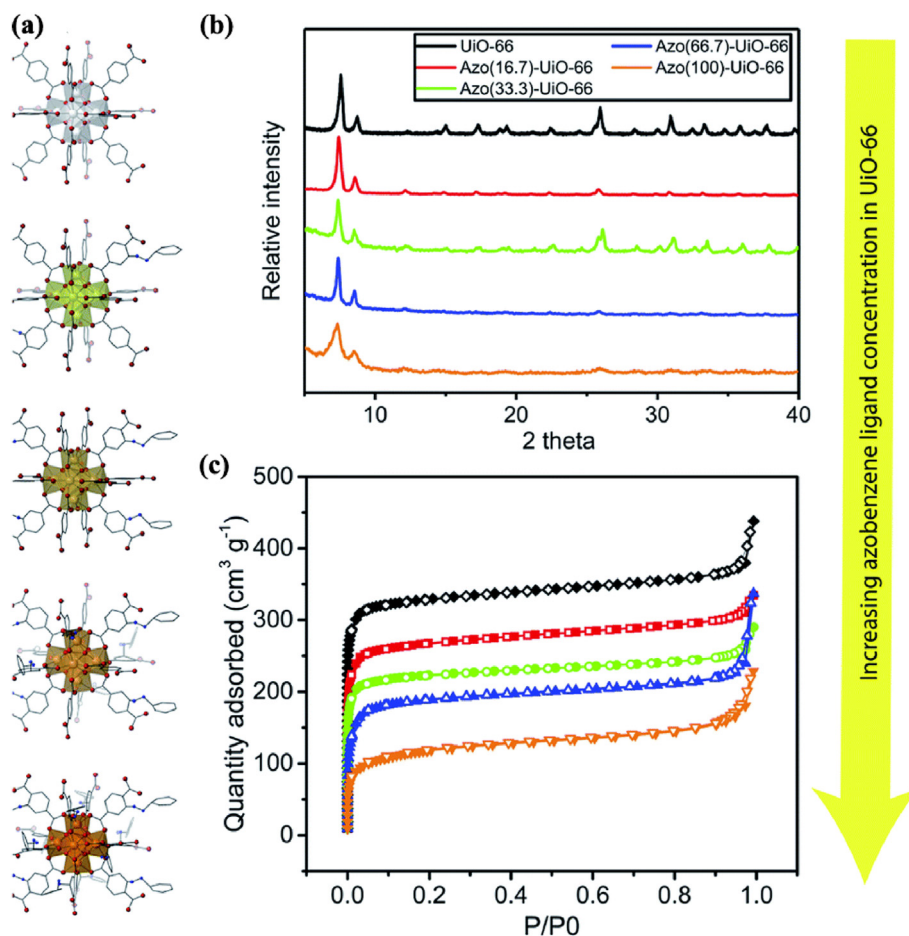 (a)
(b)
UiO-66
Azo(66.7)-UiO-66
Azo(16.7)-UiO-66
Azo(100)-UiO-66
Azo(33.3)-UiO-66
Relative intensity
10
20
30
40
2 theta
(c)
500
400
300
200
100
0
Quantity adsorbed (cm³ g⁻¹)
0.0
0.2
0.4
0.6
0.8
1.0
P/P0
Increasing azobenzene ligand concentration in UiO-66